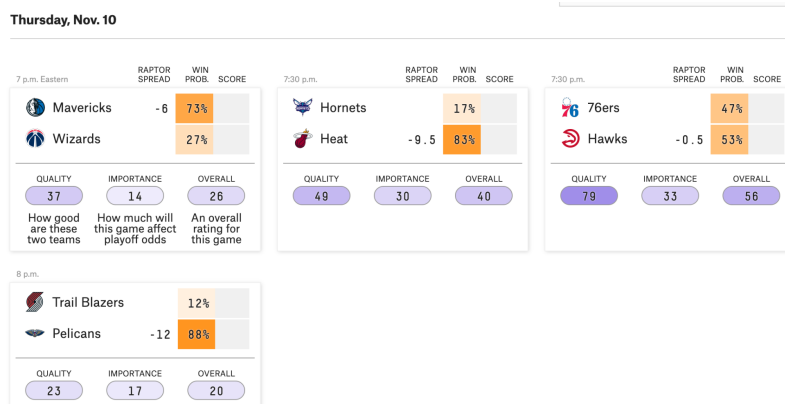 Thursday, Nov. 10
7 p.m. Eastern RAPTOR SPREAD WIN PROB. SCORE
Mavericks -6 73%
Wizards 27%
QUALITY IMPORTANCE OVERALL
37 14 26
How good are these two teams How much will this game affect playoff odds An overall rating for this game
7:30 p.m. RAPTOR SPREAD WIN PROB. SCORE
Hornets 17%
Heat -9.5 83%
QUALITY IMPORTANCE OVERALL
49 30 40
7:30 p.m. RAPTOR SPREAD WIN PROB. SCORE
76 76ers 47%
Hawks -0.5 53%
QUALITY IMPORTANCE OVERALL
79 33 56
8 p.m.
Trail Blazers 12%
Pelicans -12 88%
QUALITY IMPORTANCE OVERALL
23 17 20